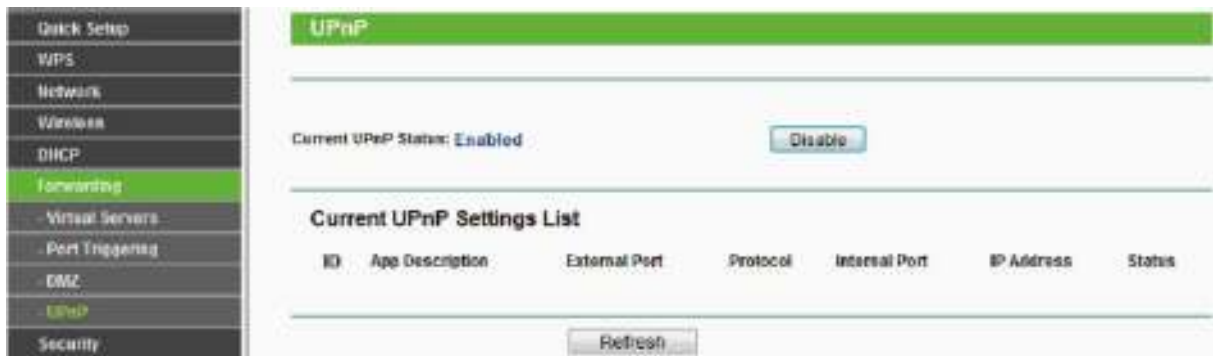 Quick Setup
WPS
Network
Wireless
DHCP
Forwarding
- Virtual Servers
- Port Triggering
- DMZ
- UPnP
Security
UPnP
Current UPnP Status: Enabled
Disable
Current UPnP Settings List
ID App Description External Port Protocol Internal Port IP Address Status
Refresh